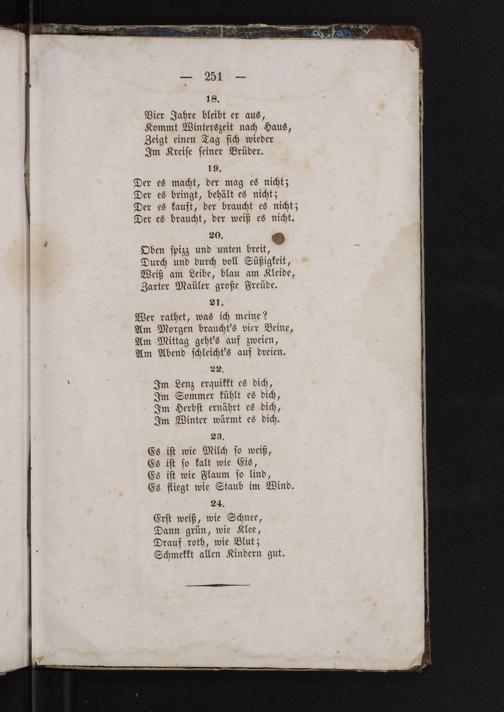 — 251 —
18.
Vier Jahre bleibt er aus,
Kommt Winterszeit nach Haus,
Zeigt einen Tag sich wieder
Im Kreise seiner Brüder.
19.
Der es macht, der mag es nicht;
Der es bringt, behält es nicht;
Der es kauft, der braucht es nicht;
Der es braucht, der weiß es nicht.
20.
Oben spizz und unten breit,
Durch und durch voll Süßigkeit,
Weiß am Leibe, blau am Kleide,
Zarter Maüler große Freüde.
21.
Wer rathet, was ich meine?
Am Morgen braucht's vier Beine,
Am Mittag geht's auf zweien,
Am Abend schleicht's auf dreien.
22.
Im Lenz erquikkt es dich,
Im Sommer kühlt es dich,
Im Herbst ernährt es dich,
Im Winter wärmt es dich.
23.
Es ist wie Milch so weiß,
Es ist so kalt wie Eis,
Es ist wie Flaum so lind,
Es fliegt wie Staub im Wind.
24.
Erst weiß, wie Schnee,
Dann grün, wie Klee,
Drauf roth, wie Blut;
Schmekkt allen Kindern gut.